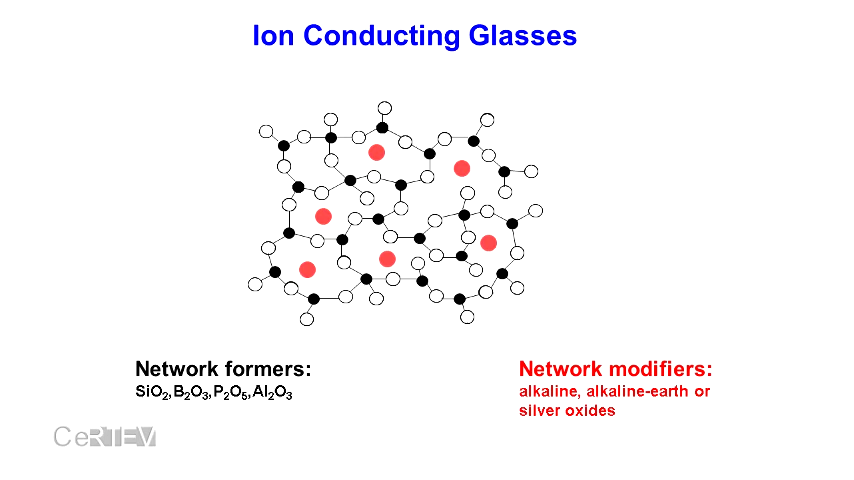 Ion Conducting Glasses
Network formers:
SiO₂,B₂O₃,P₂O₅,Al₂O₃
Network modifiers:
alkaline, alkaline-earth or
silver oxides
CeRTEV